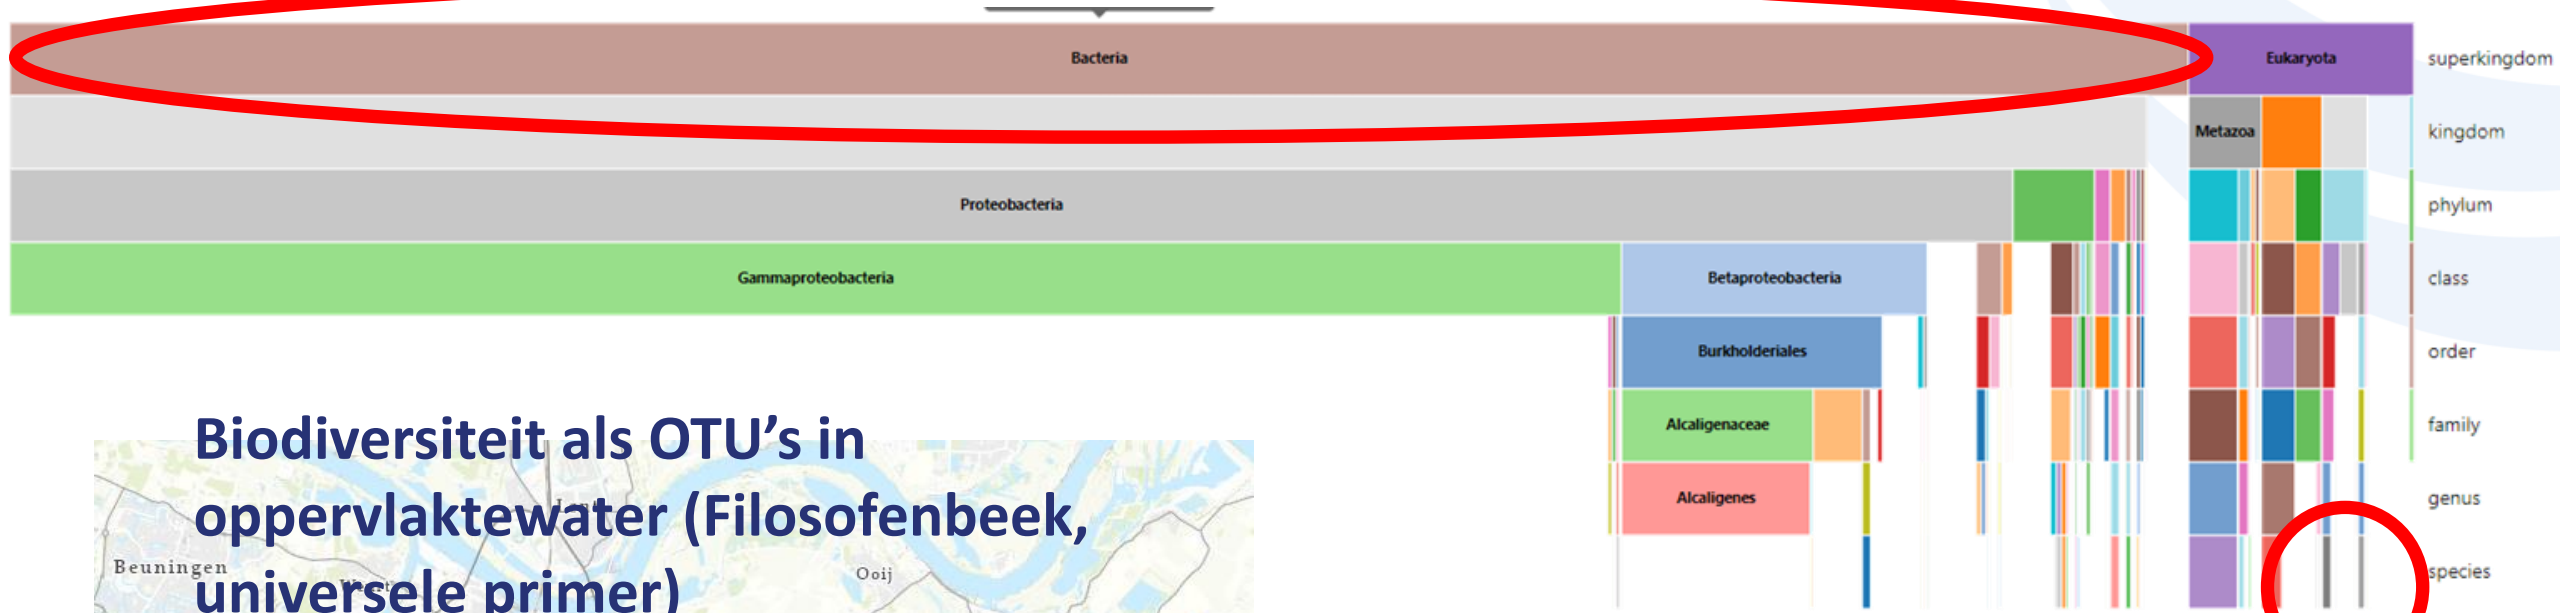 Bacteria Eukaryota superkingdom
Metazoa kingdom
Proteobacteria phylum
Gammaproteobacteria Betaproteobacteria class
Burkholderiales order
Alcaligenaceae family
Alcaligenes genus
species
Biodiversiteit als OTU’s in
oppervlaktewater (Filosofenbeek,
universele primer)
Beuningen
Ooij